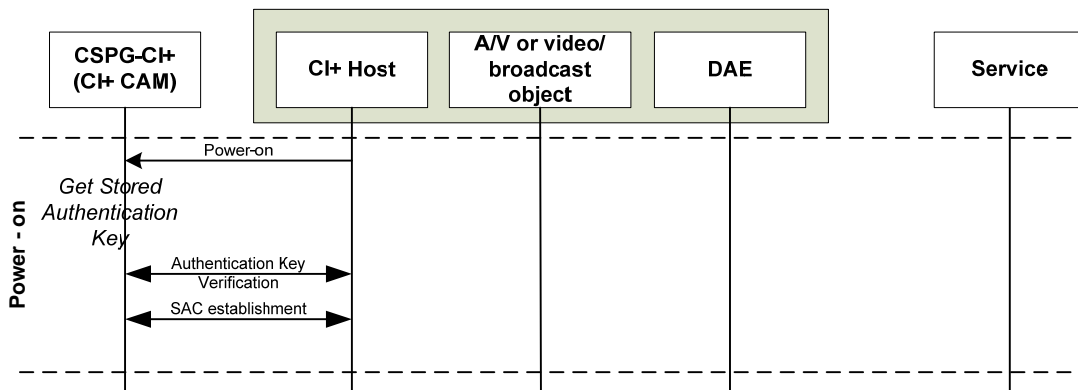 CSPG-CI+
(CI+ CAM)
CI+ Host
A/V or video/
broadcast
object
DAE
Service
Power-on
Get Stored
Authentication
Key
Authentication Key
Verification
SAC establishment
Power - on